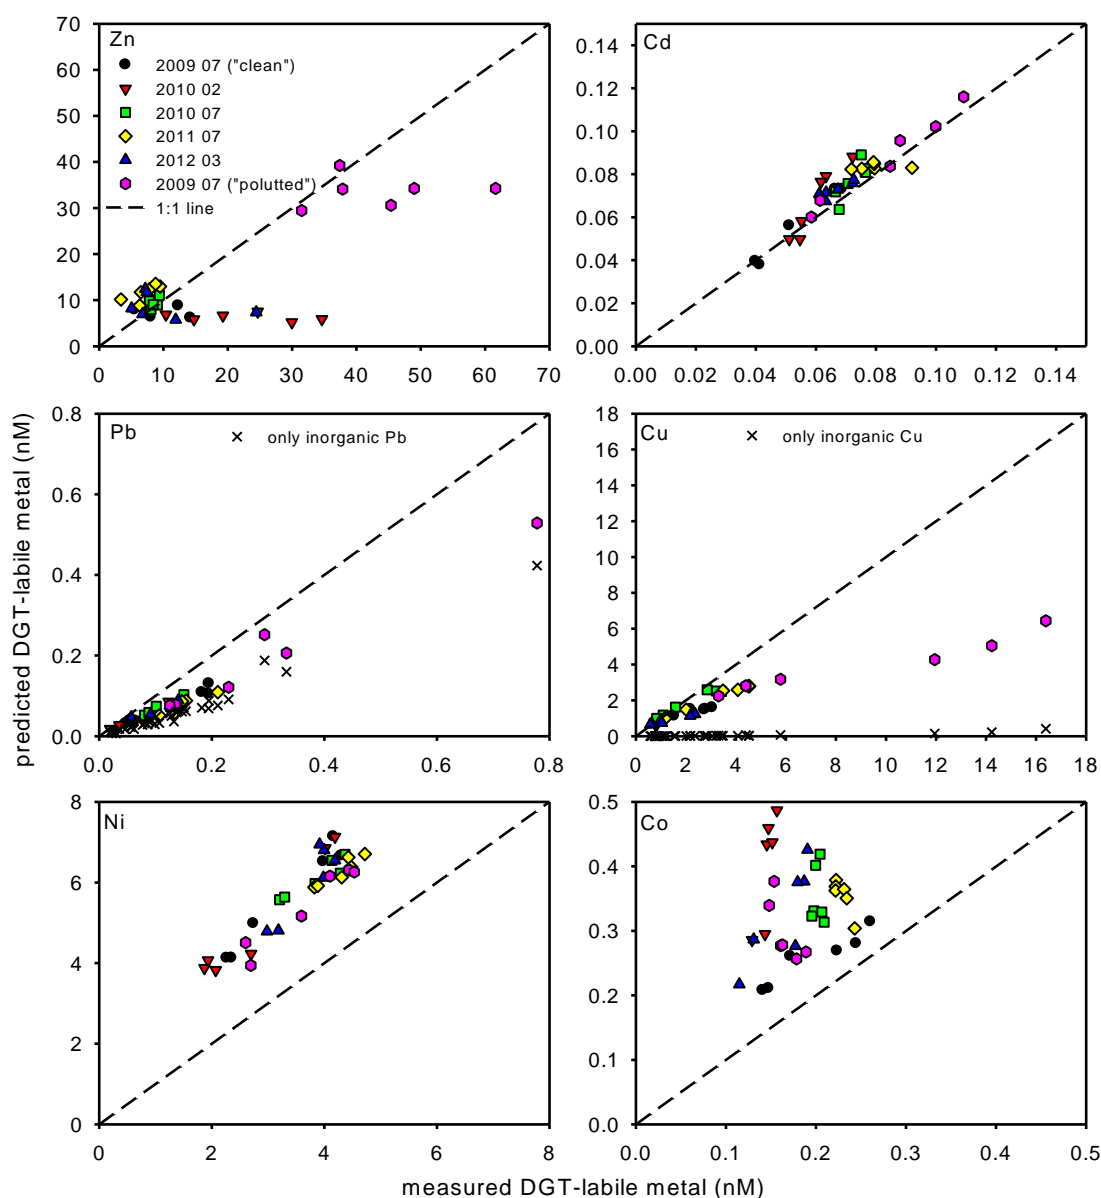 70
60
50
40
30
20
10
0
Zn
2009 07 ("clean")
2010 02
2010 07
2011 07
2012 03
2009 07 ("polutted")
1:1 line
0 10 20 30 40 50 60 70
0.14
0.12
0.10
0.08
0.06
0.04
0.02
0.00
Cd
0.00 0.02 0.04 0.06 0.08 0.10 0.12 0.14
predicted DGT-labile metal (nM)
0.8
0.6
0.4
0.2
0.0
Pb
only inorganic Pb
0.0 0.2 0.4 0.6 0.8
18
16
14
12
10
8
6
4
2
0
Cu
only inorganic Cu
0 2 4 6 8 10 12 14 16 18
8
6
4
2
0
Ni
0 2 4 6 8
0.5
0.4
0.3
0.2
0.1
0.0
Co
0.0 0.1 0.2 0.3 0.4 0.5
measured DGT-labile metal (nM)